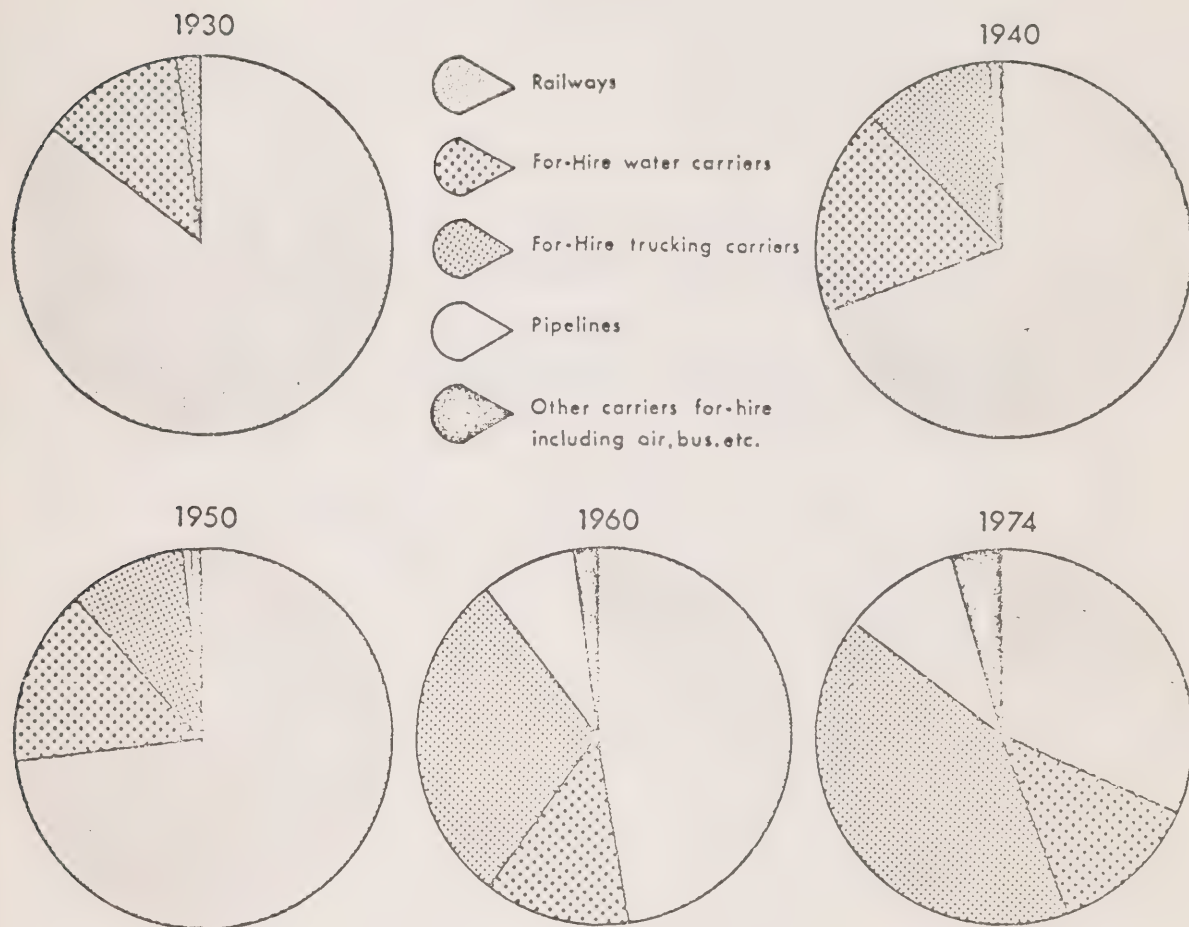 1930
1940
Railways
For-Hire water carriers
For-Hire trucking carriers
Pipelines
Other carriers for-hire
including air, bus.etc.
1950
1960
1974